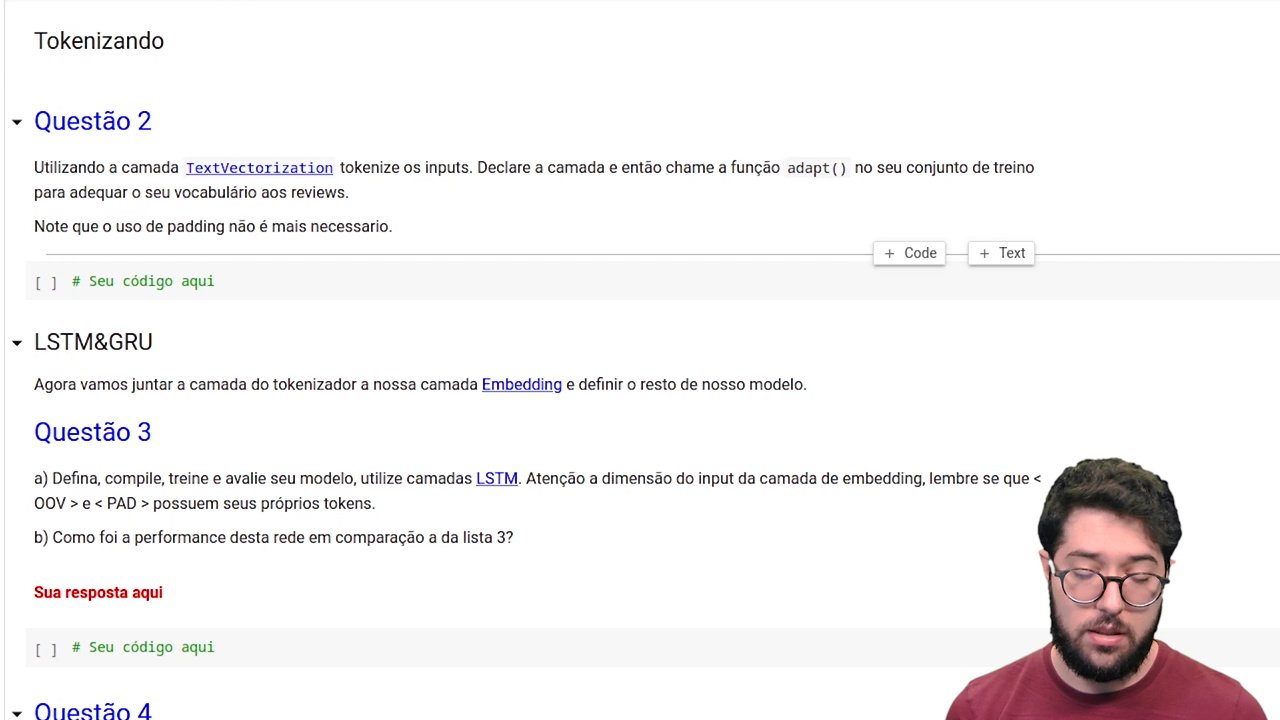 Tokenizando
Questão 2
Utilizando a camada TextVectorization tokenize os inputs. Declare a camada e então chame a função adapt() no seu conjunto de treino
para adequar o seu vocabulário aos reviews.
Note que o uso de padding não é mais necessario.
+ Code + Text
[ ] # Seu código aqui
LSTM&GRU
Agora vamos juntar a camada do tokenizador a nossa camada Embedding e definir o resto de nosso modelo.
Questão 3
a) Defina, compile, treine e avalie seu modelo, utilize camadas LSTM. Atenção a dimensão do input da camada de embedding, lembre se que <
OOV > e < PAD > possuem seus próprios tokens.
b) Como foi a performance desta rede em comparação a da lista 3?
Sua resposta aqui
[ ] # Seu código aqui
Questão 4